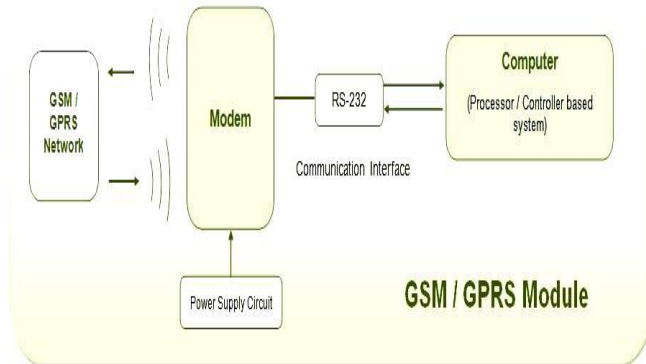 GSM /
GPRS
Network
Modem
RS-232
Communication Interface
Computer
(Processor / Controller based
system)
Power Supply Circuit
GSM / GPRS Module